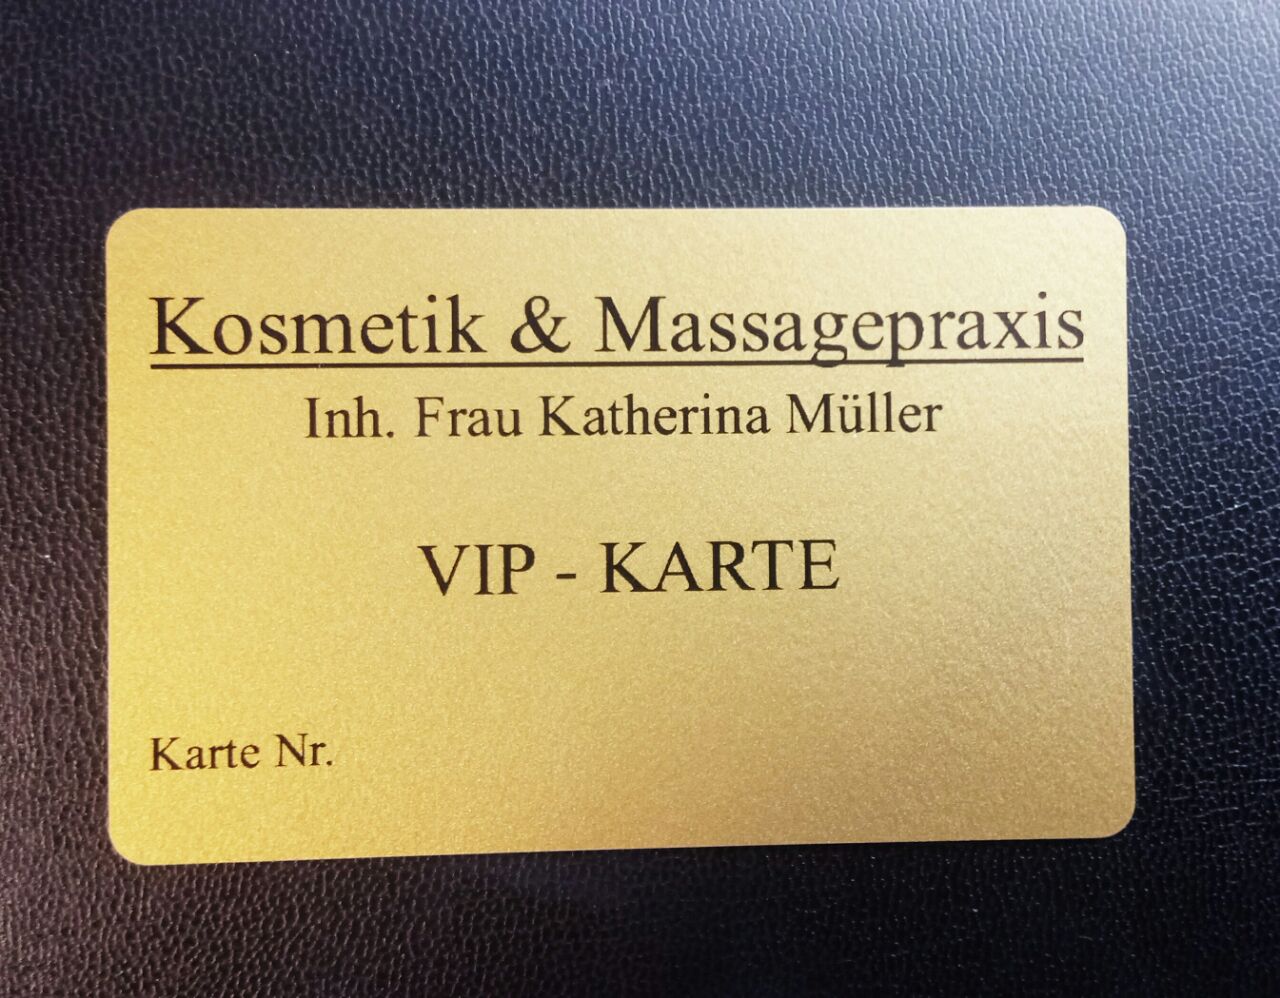 Kosmetik & Massagepraxis
Inh. Frau Katherina Müller
VIP - KARTE
Karte Nr.